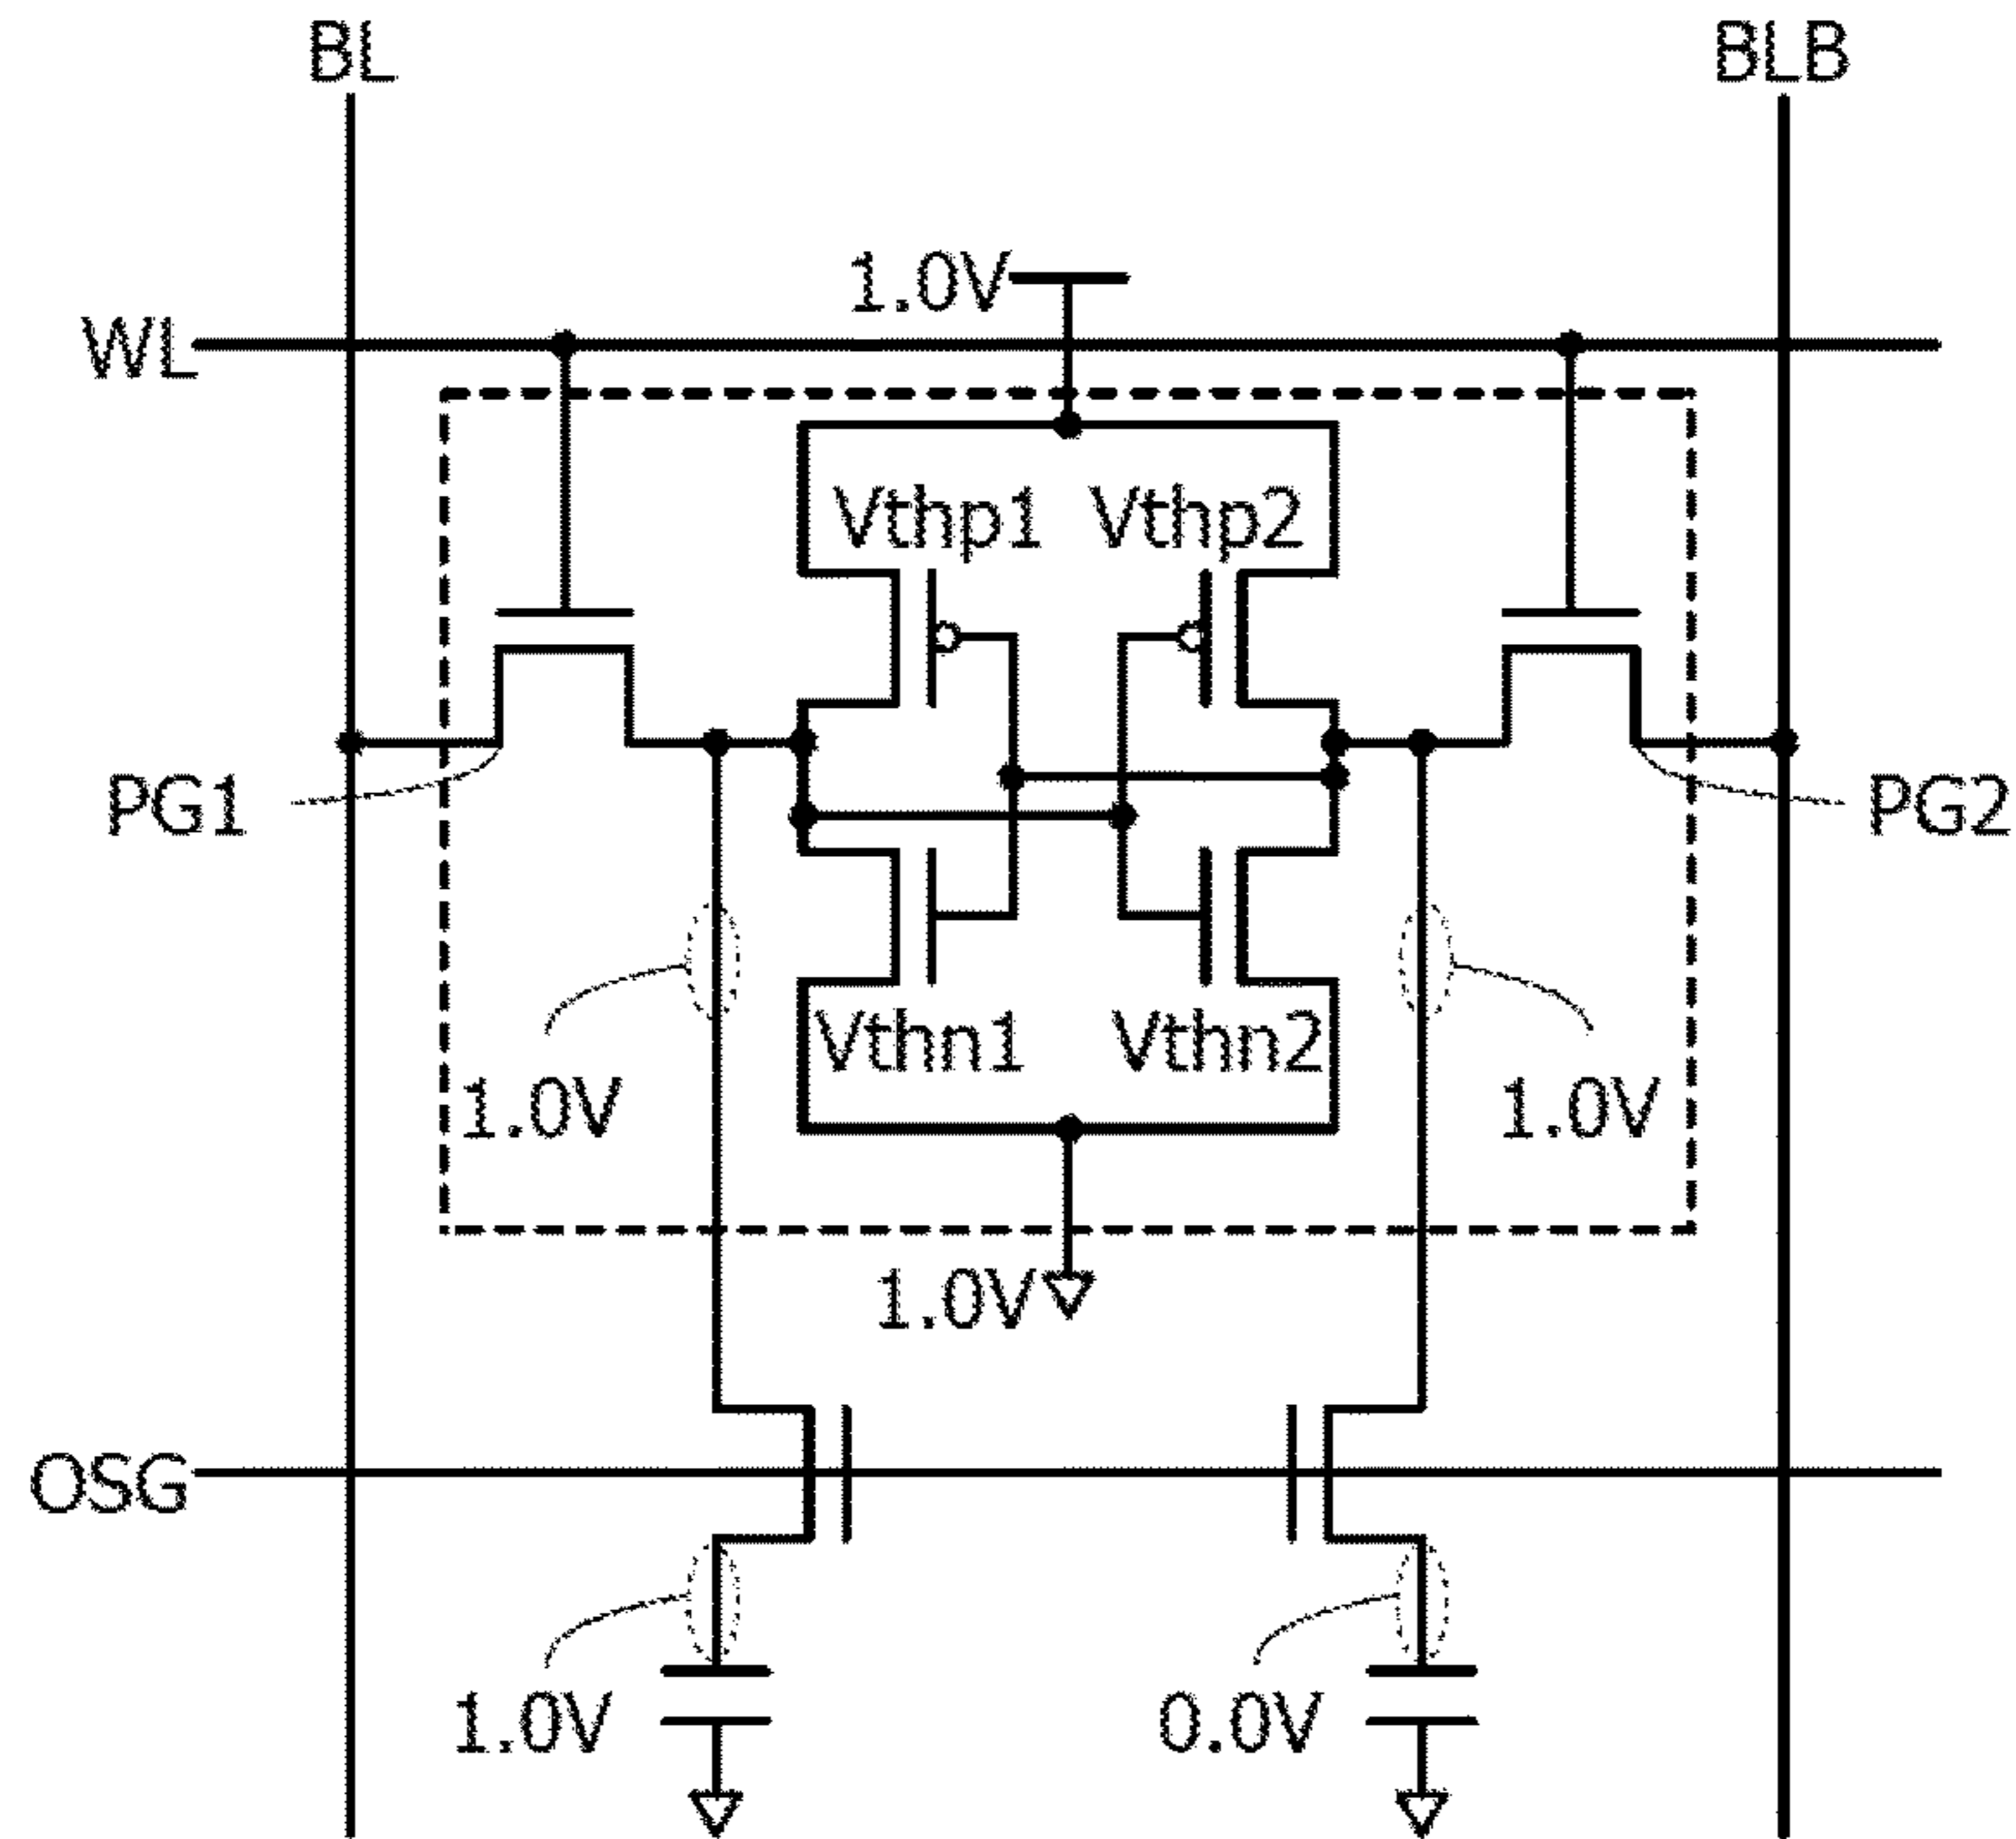 BL
BLB
1.0V
WL
Vthp1
Vthp2
PG1
PG2
Vthn1
Vthn2
1.0V
1.0V
1.0V
OSG
1.0V
0.0V